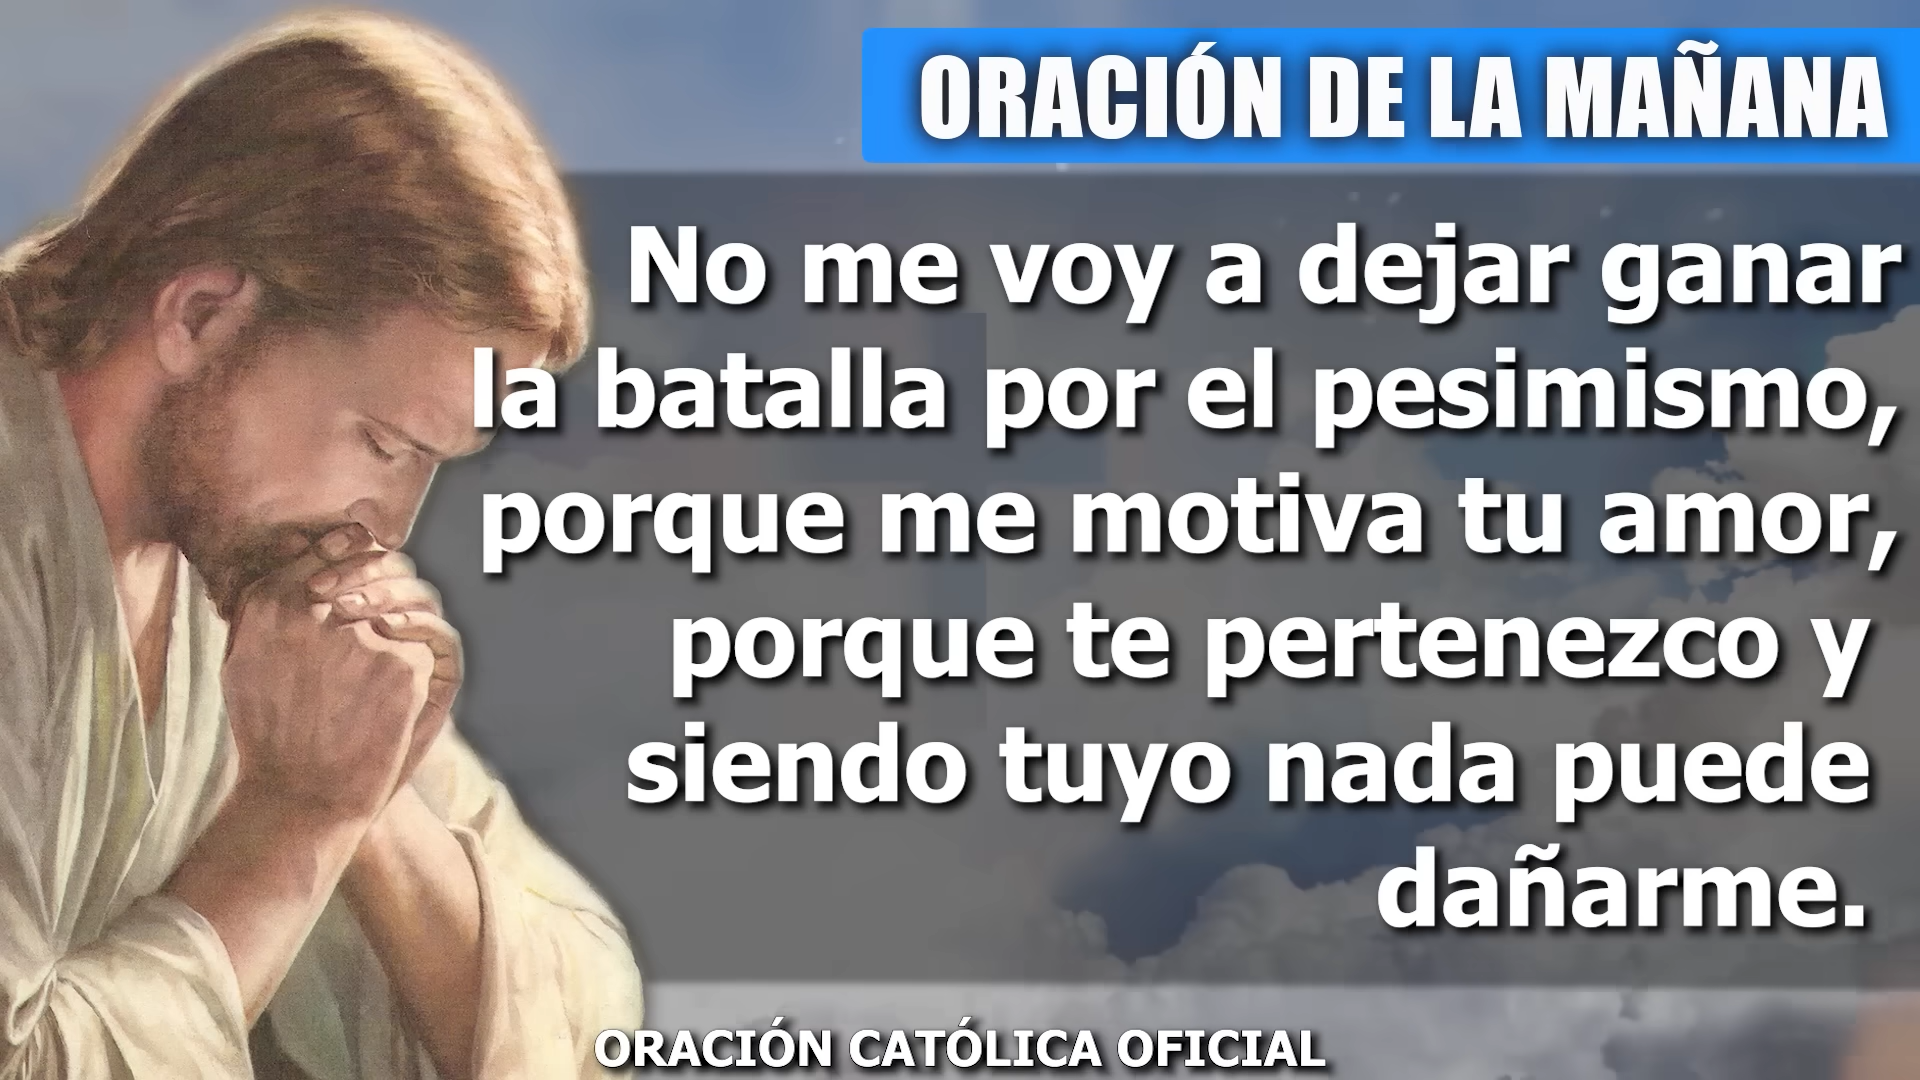 ORACIÓN DE LA MAÑANA
No me voy a dejar ganar
la batalla por el pesimismo,
porque me motiva tu amor,
porque te pertenezco y
siendo tuyo nada puede
dañarme.
ORACIÓN CATÓLICA OFICIAL